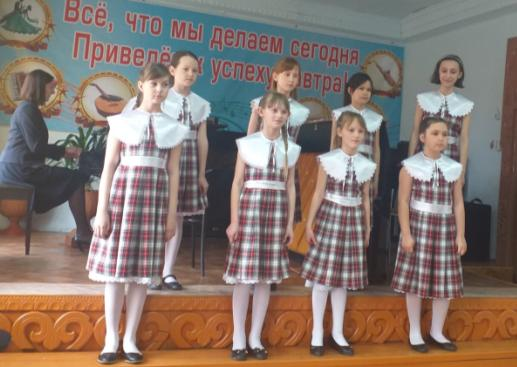 Всё, что мы делаем сегодня,
Приведёт к успеху завтра!